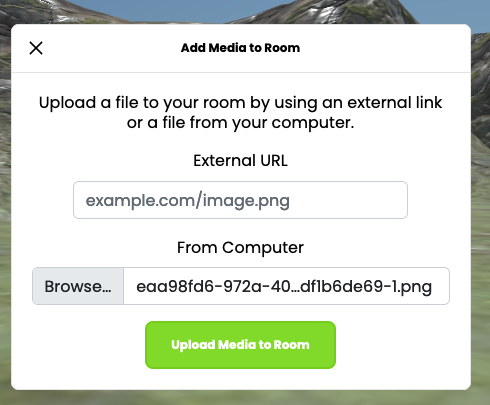 Add Media to Room
Upload a file to your room by using an external link
or a file from your computer.
External URL
example.com/image.png
From Computer
Browse... eaa98fd6-972a-40...df1b6de69-1.png
Upload Media to Room